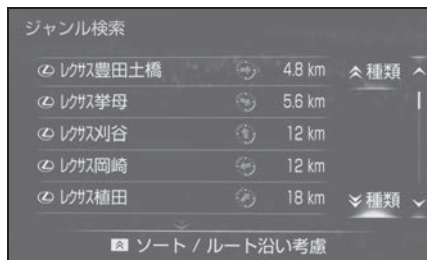 ジャンル検索
レクサス豊田土橋 4.8 km 種類
レクサス挙母 5.6 km
レクサス刈谷 12 km
レクサス岡崎 12 km
レクサス植田 18 km 種類
ソート / ルート沿い考慮